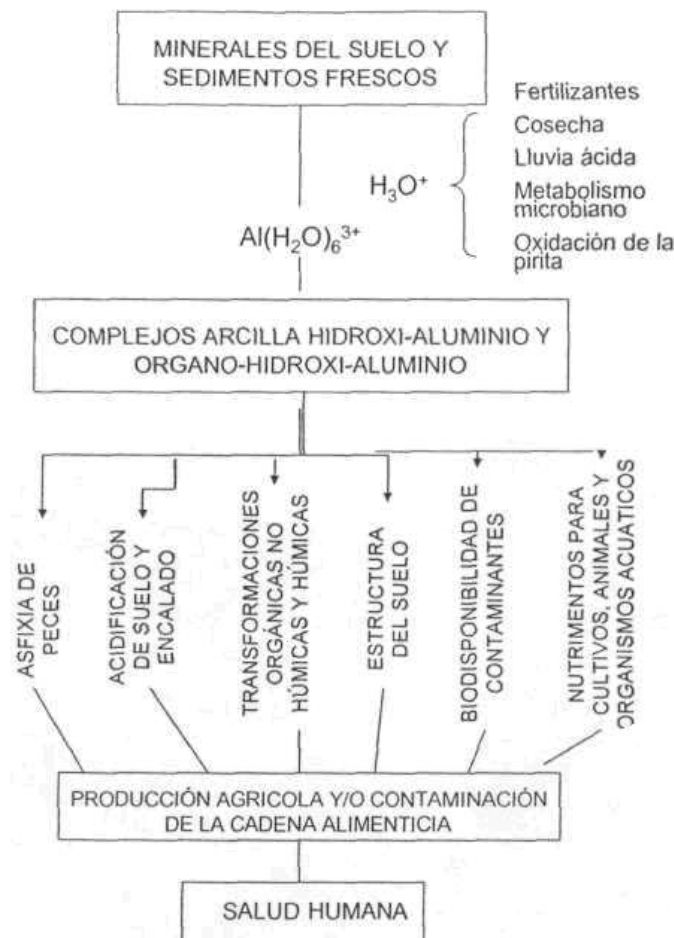 MINERALES DEL SUELO Y
SEDIMENTOS FRESCOS
Fertilizantes
Cosecha
Lluvia ácida
Metabolismo
microbiano
Oxidación de la
pirita
H₃O⁺
Al(H₂O)₆³⁺
COMPLEJOS ARCILLA HIDROXI-ALUMINIO Y
ORGANO-HIDROXI-ALUMINIO
ASFIXIA DE
PECES
ACIDIFICACIÓN
DE SUELO Y
ENCALADO
TRANSFORMACIONES
ORGÁNICAS NO
HÚMICAS Y HÚMICAS
ESTRUCTURA
DEL SUELO
BIODISPONIBILIDAD DE
CONTAMINANTES
NUTRIMENTOS PARA
CULTIVOS, ANIMALES Y
ORGANISMOS ACUATICOS
PRODUCCIÓN AGRICOLA Y/O CONTAMINACIÓN
DE LA CADENA ALIMENTICIA
SALUD HUMANA